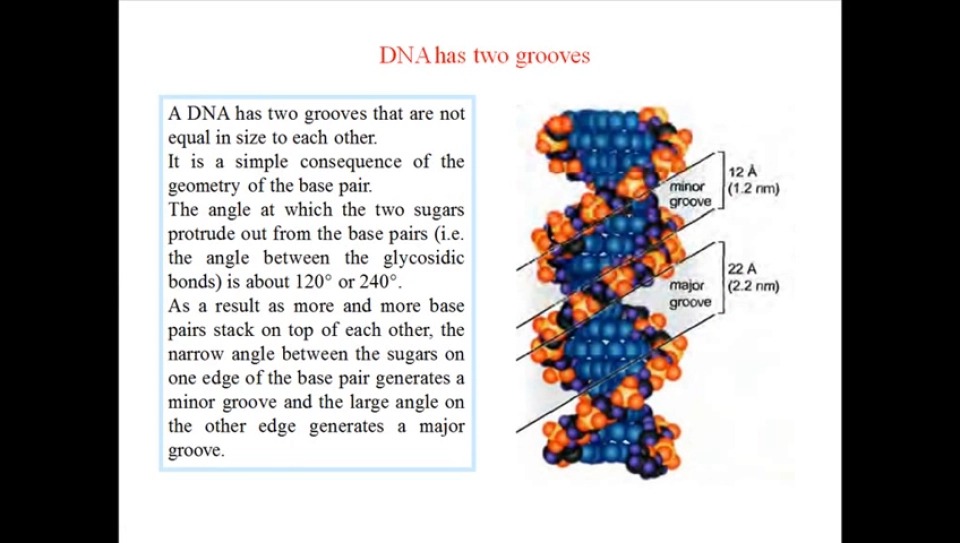 DNA has two grooves
A DNA has two grooves that are not
equal in size to each other.
It is a simple consequence of the
geometry of the base pair.
The angle at which the two sugars
protrude out from the base pairs (i.e.
the angle between the glycosidic
bonds) is about 120° or 240°.
As a result as more and more base
pairs stack on top of each other, the
narrow angle between the sugars on
one edge of the base pair generates a
minor groove and the large angle on
the other edge generates a major
groove.
minor
groove
12 Å
(1.2 nm)
major
groove
22 Å
(2.2 nm)